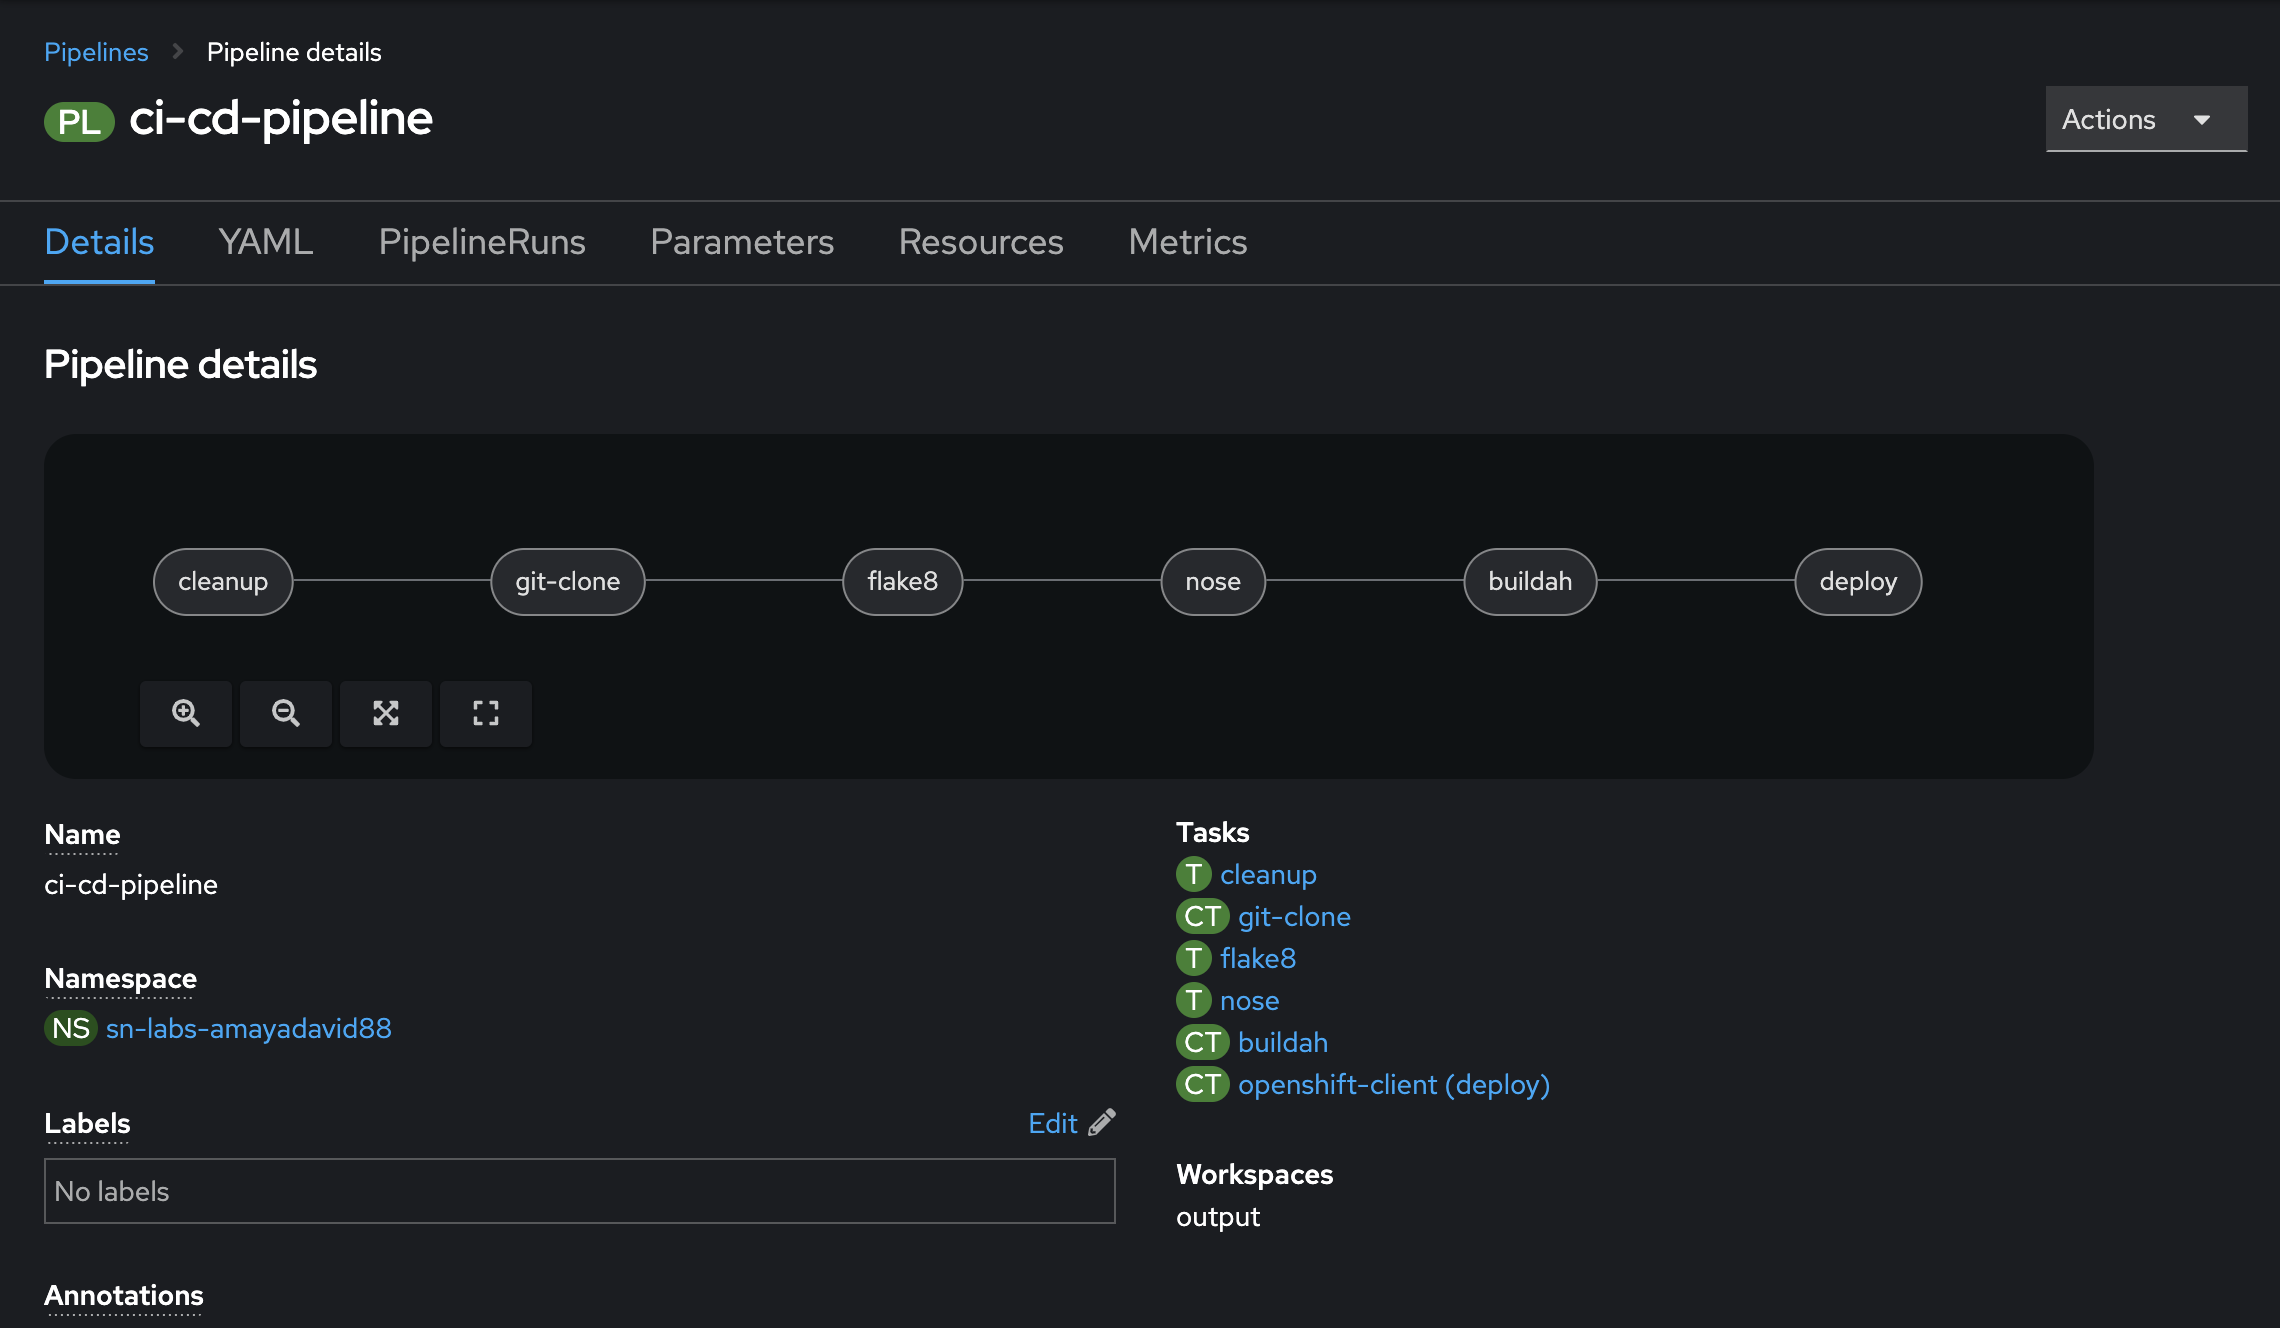 Pipelines > Pipeline details
PL ci-cd-pipeline
Actions
Details YAML PipelineRuns Parameters Resources Metrics
Pipeline details
cleanup git-clone flake8 nose buildah deploy
Name
ci-cd-pipeline
Namespace
NS sn-labs-amayadavid88
Labels
Edit
No labels
Annotations
Tasks
T cleanup
CT git-clone
T flake8
T nose
CT buildah
CT openshift-client (deploy)
Workspaces
output